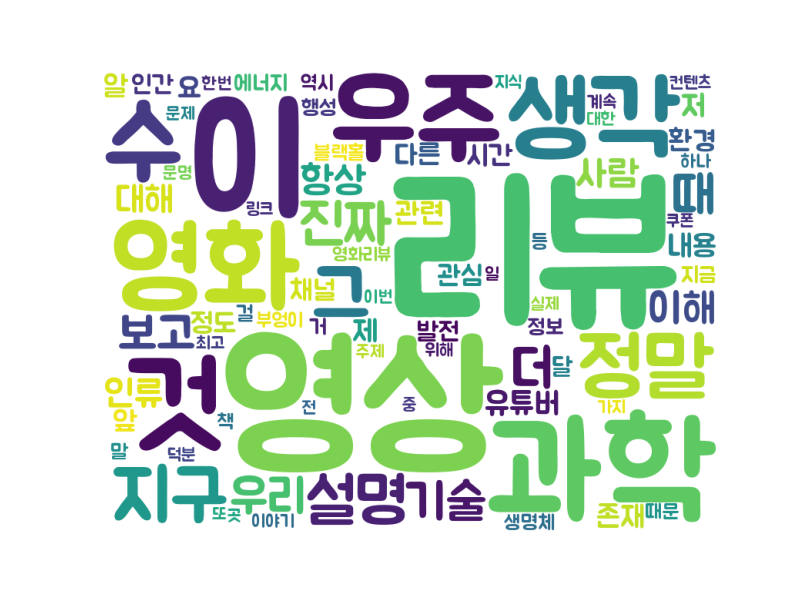 알 인간 요 한번 에너지 역시 지식 컨텐츠
수 문제 이 행성 우주 생각 계속 저
문명 블랙홀 다른 시간 대한 환경
대해 링크 항상 리뷰 사람 때 하나
영화 진짜 관련 쿠폰
영화리뷰 등 내용
채널 그 이번 관심 일 지금
보고 정도 걸 부엉이 거 제 발전 실제 정보 이해
최고 주제 위해
인류 것 영상 더 달 정말
앞 책 전 중 유튜버 가지
말 덕분 과학
지구 우리 설명 기술 존재 때문
또곳 이야기 생명체